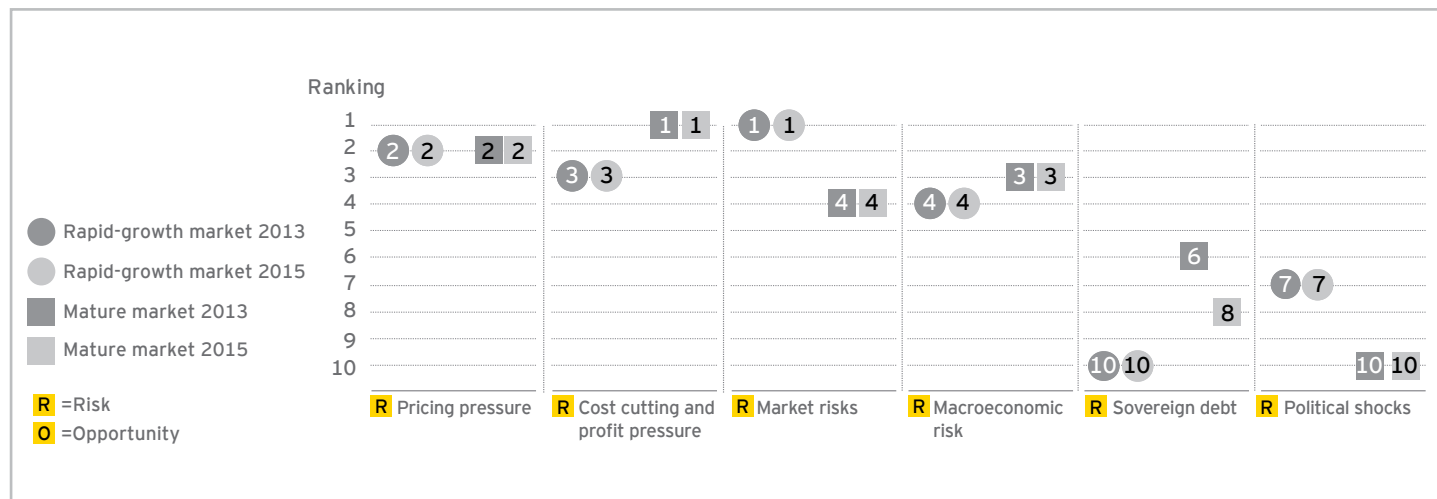 Ranking
1
2
3
4
5
6
7
8
9
10
1 1 1 1
2 2 2 2
3 3 3 3
4 4 4 4
6
7 7
8
10 10 10 10
Rapid-growth market 2013
Rapid-growth market 2015
Mature market 2013
Mature market 2015
R =Risk
O =Opportunity
R Pricing pressure
R Cost cutting and
profit pressure
R Market risks
R Macroeconomic
risk
R Sovereign debt
R Political shocks